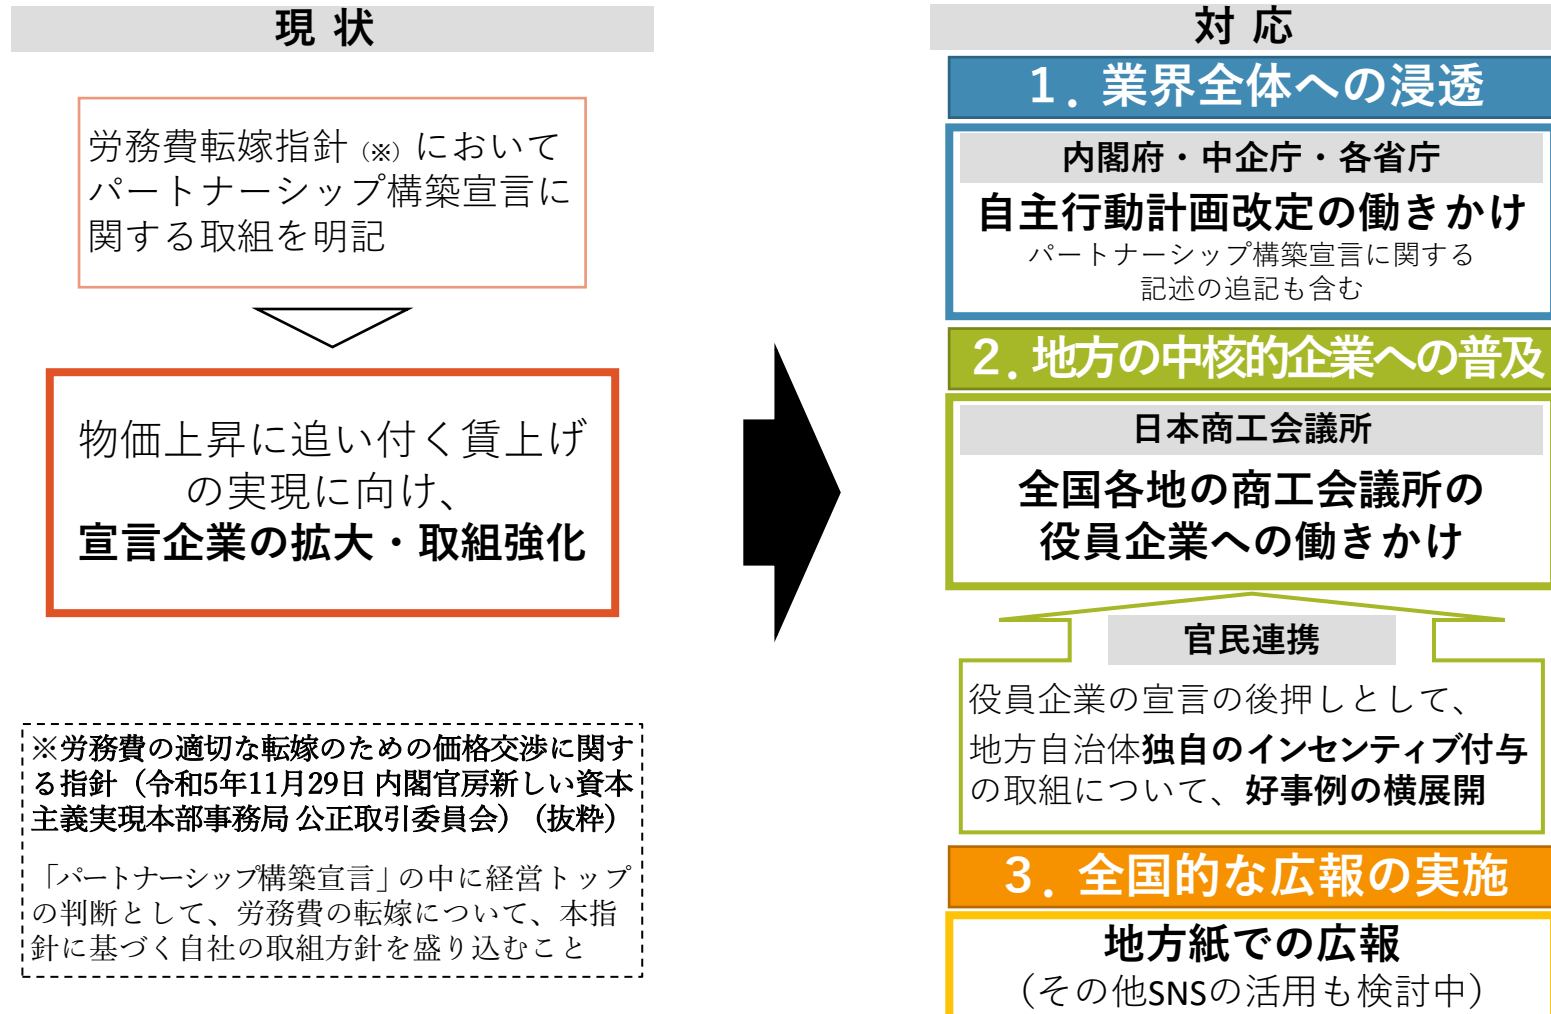 現 状
労務費転嫁指針（※）において
パートナーシップ構築宣言に
関する取組を明記
物価上昇に追い付く賃上げ
の実現に向け、
宣言企業の拡大・取組強化
※労務費の適切な転嫁のための価格交渉に関す
る指針（令和5年11月29日 内閣官房新しい資本
主義実現本部事務局 公正取引委員会）（抜粋）
「パートナーシップ構築宣言」の中に経営トップ
の判断として、労務費の転嫁について、本指
針に基づく自社の取組方針を盛り込むこと
対 応
１．業界全体への浸透
内閣府・中企庁・各省庁
自主行動計画改定の働きかけ
パートナーシップ構築宣言に関する
記述の追記も含む
２．地方の中核的企業への普及
日本商工会議所
全国各地の商工会議所の
役員企業への働きかけ
官民連携
役員企業の宣言の後押しとして、
地方自治体独自のインセンティブ付与
の取組について、好事例の横展開
３．全国的な広報の実施
地方紙での広報
（その他SNSの活用も検討中）